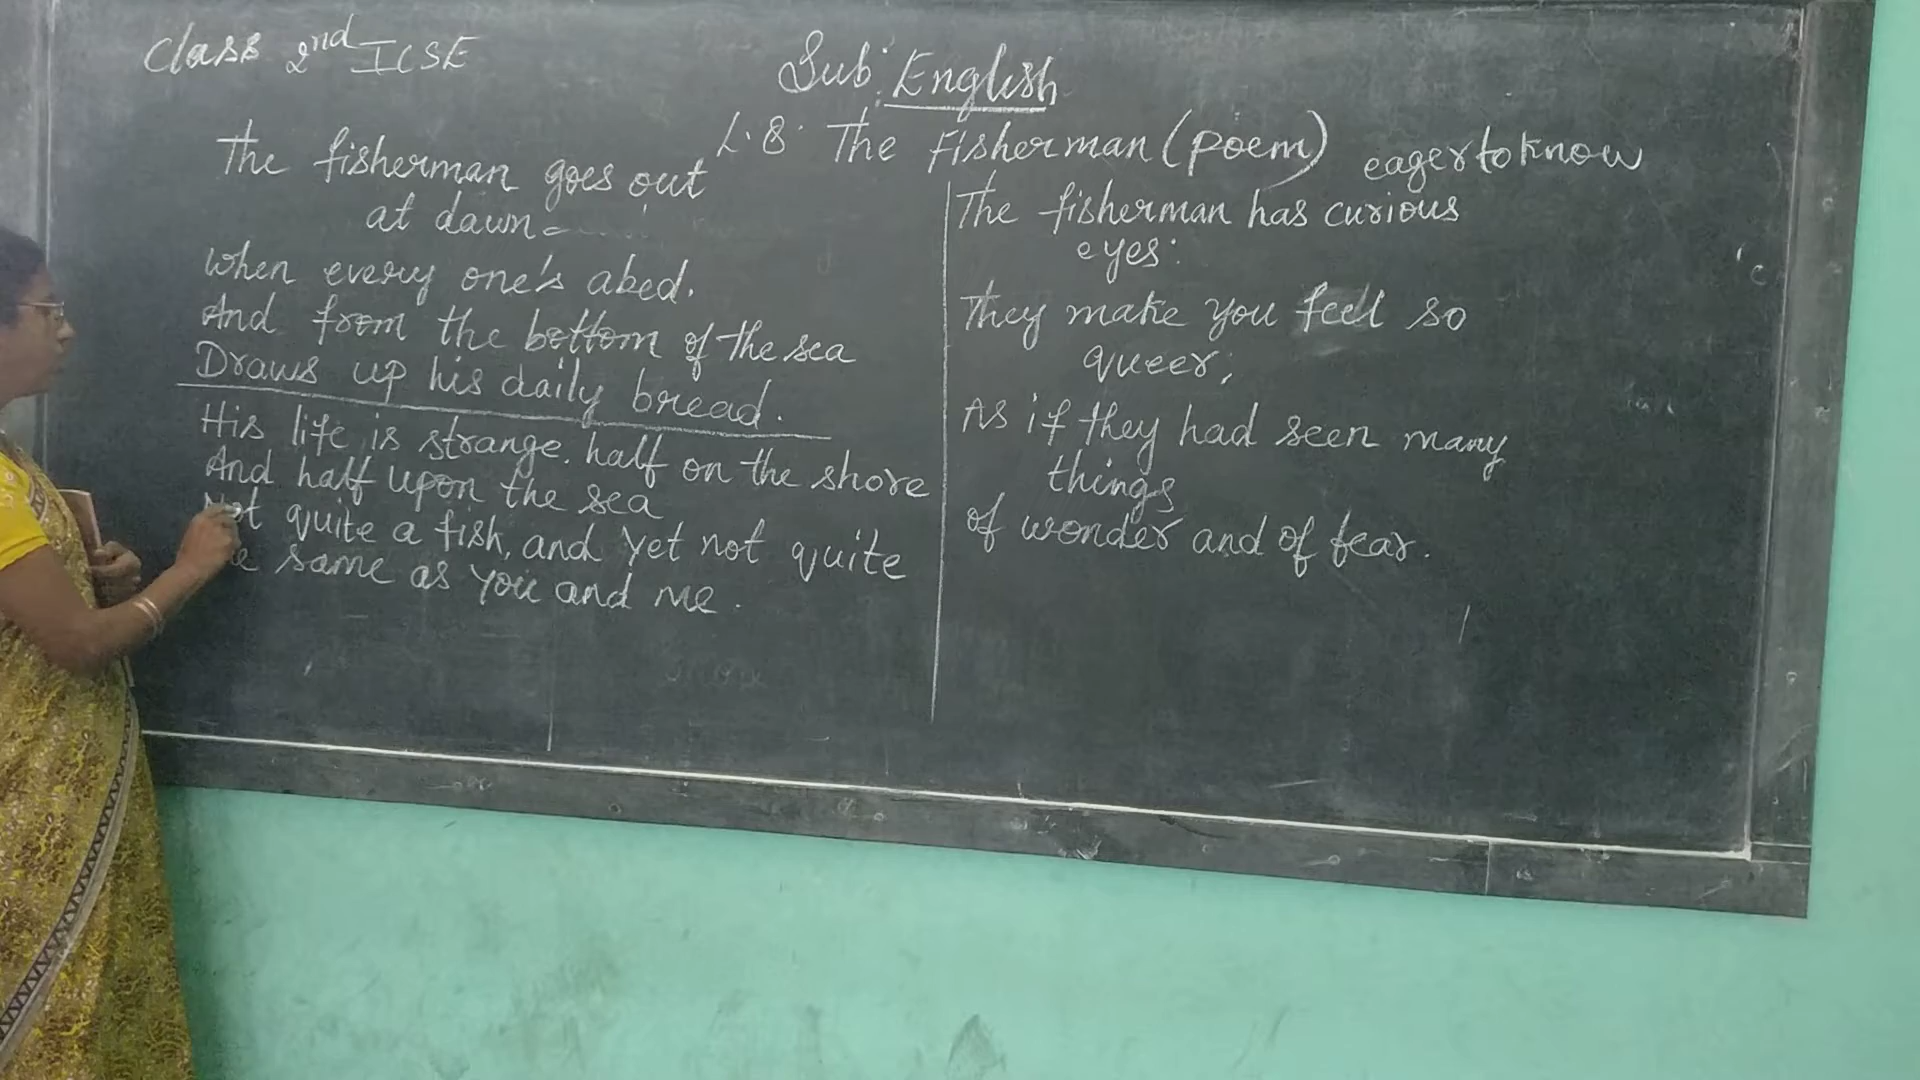 Class 2nd ICSE
Sub: English
L.8. The Fisherman (poem)
The fisherman goes out
at dawn
When every one's abed.
And from the bottom of the sea
Draws up his daily bread.
His life is strange. half on the shore
And half upon the sea
Not quite a fish, and yet not quite
same as you and me.
eager to know
The fisherman has curious
eyes:
They make you feel so
queer;
As if they had seen many
things
of wonder and of fear.